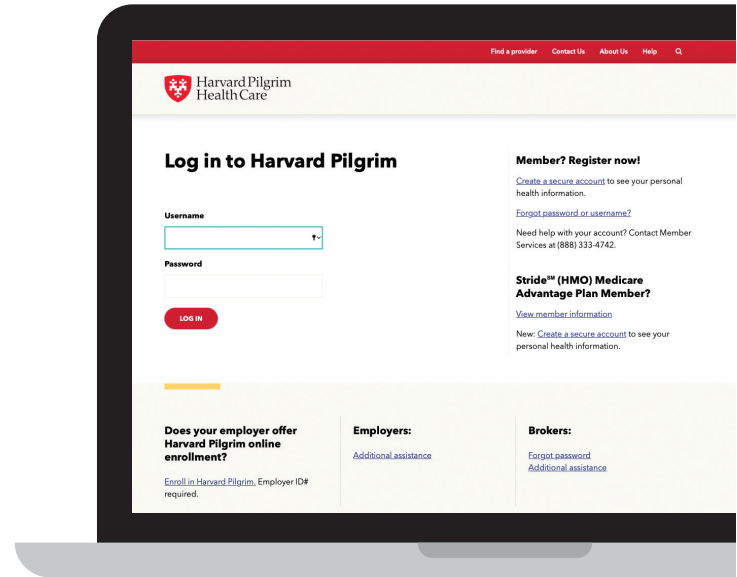 Find a provider Contact Us About Us Help
Harvard Pilgrim
Health Care
Log in to Harvard Pilgrim
Username
Password
LOG IN
Member? Register now!
Create a secure account to see your personal
health information.
Forgot password or username?
Need help with your account? Contact Member
Services at (888) 333-4742.
Stride℠ (HMO) Medicare
Advantage Plan Member?
View member information
New: Create a secure account to see your
personal health information.
Does your employer offer
Harvard Pilgrim online
enrollment?
Enroll in Harvard Pilgrim. Employer ID#
required.
Employers:
Additional assistance
Brokers:
Forgot password
Additional assistance